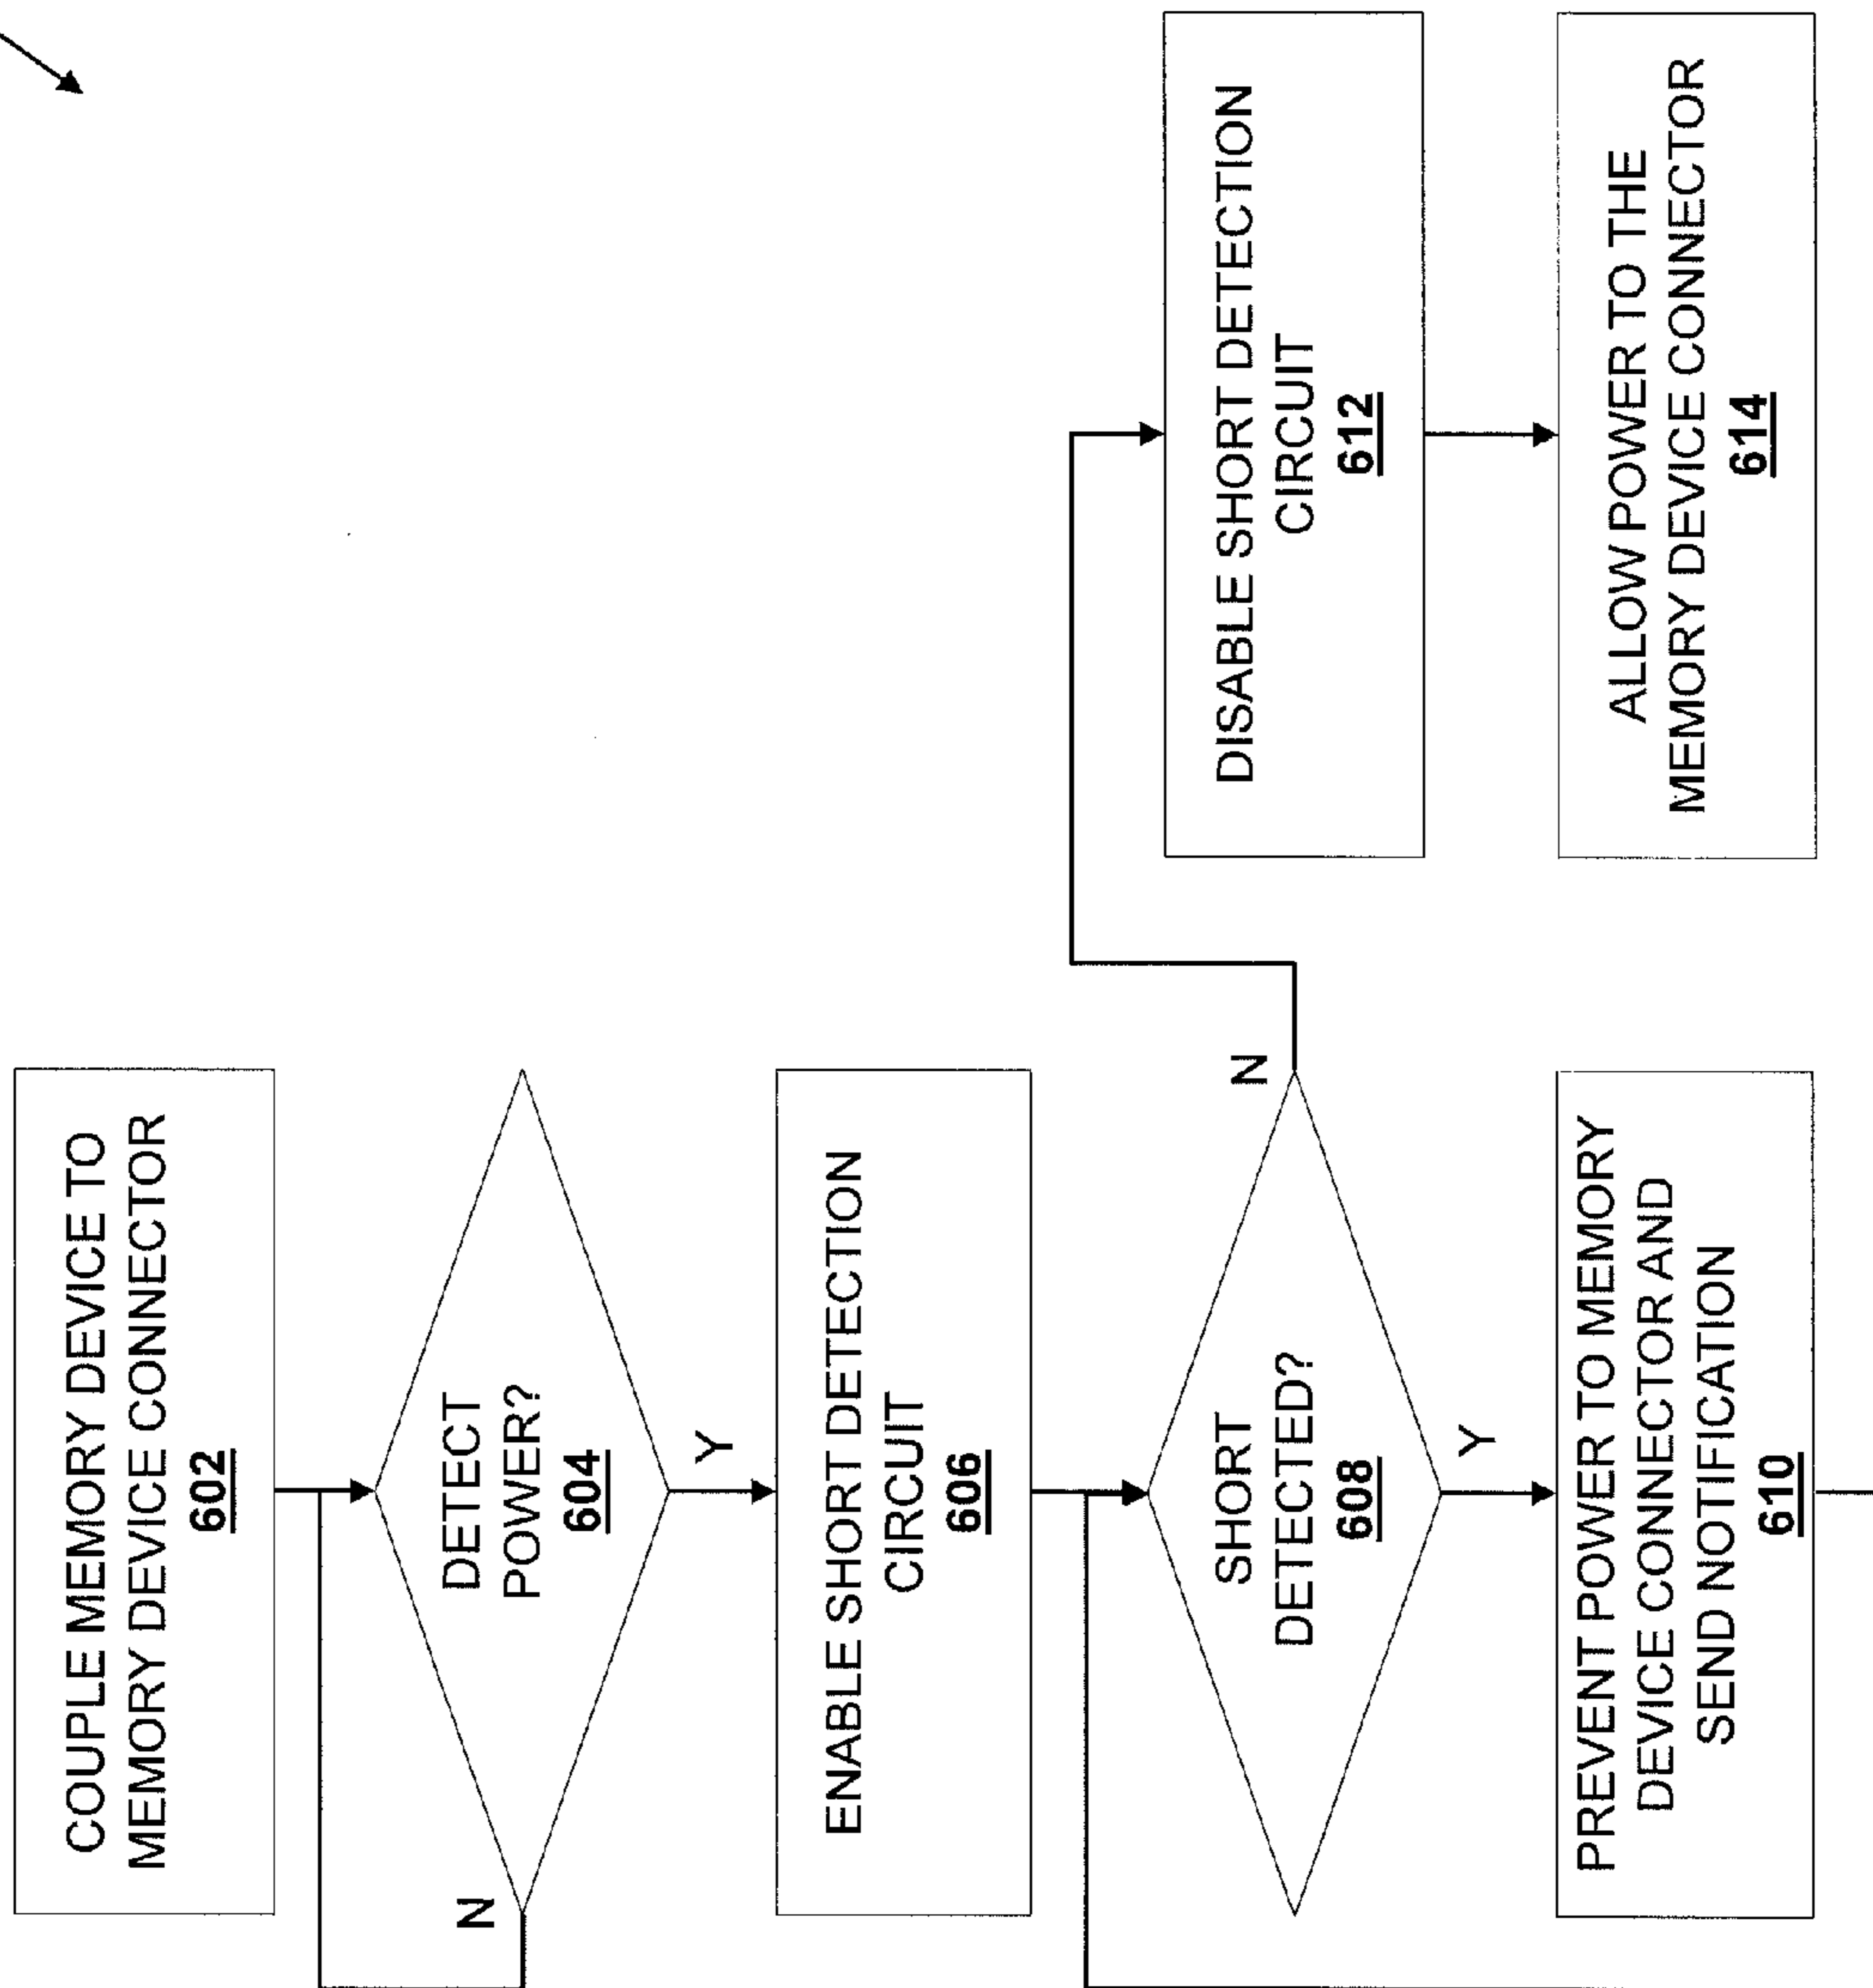 COUPLE MEMORY DEVICE TO
MEMORY DEVICE CONNECTOR
602
DETECT
POWER?
604
N
Y
ENABLE SHORT DETECTION
CIRCUIT
606
SHORT
DETECTED?
608
N
Y
PREVENT POWER TO MEMORY
DEVICE CONNECTOR AND
SEND NOTIFICATION
610
DISABLE SHORT DETECTION
CIRCUIT
612
ALLOW POWER TO THE
MEMORY DEVICE CONNECTOR
614